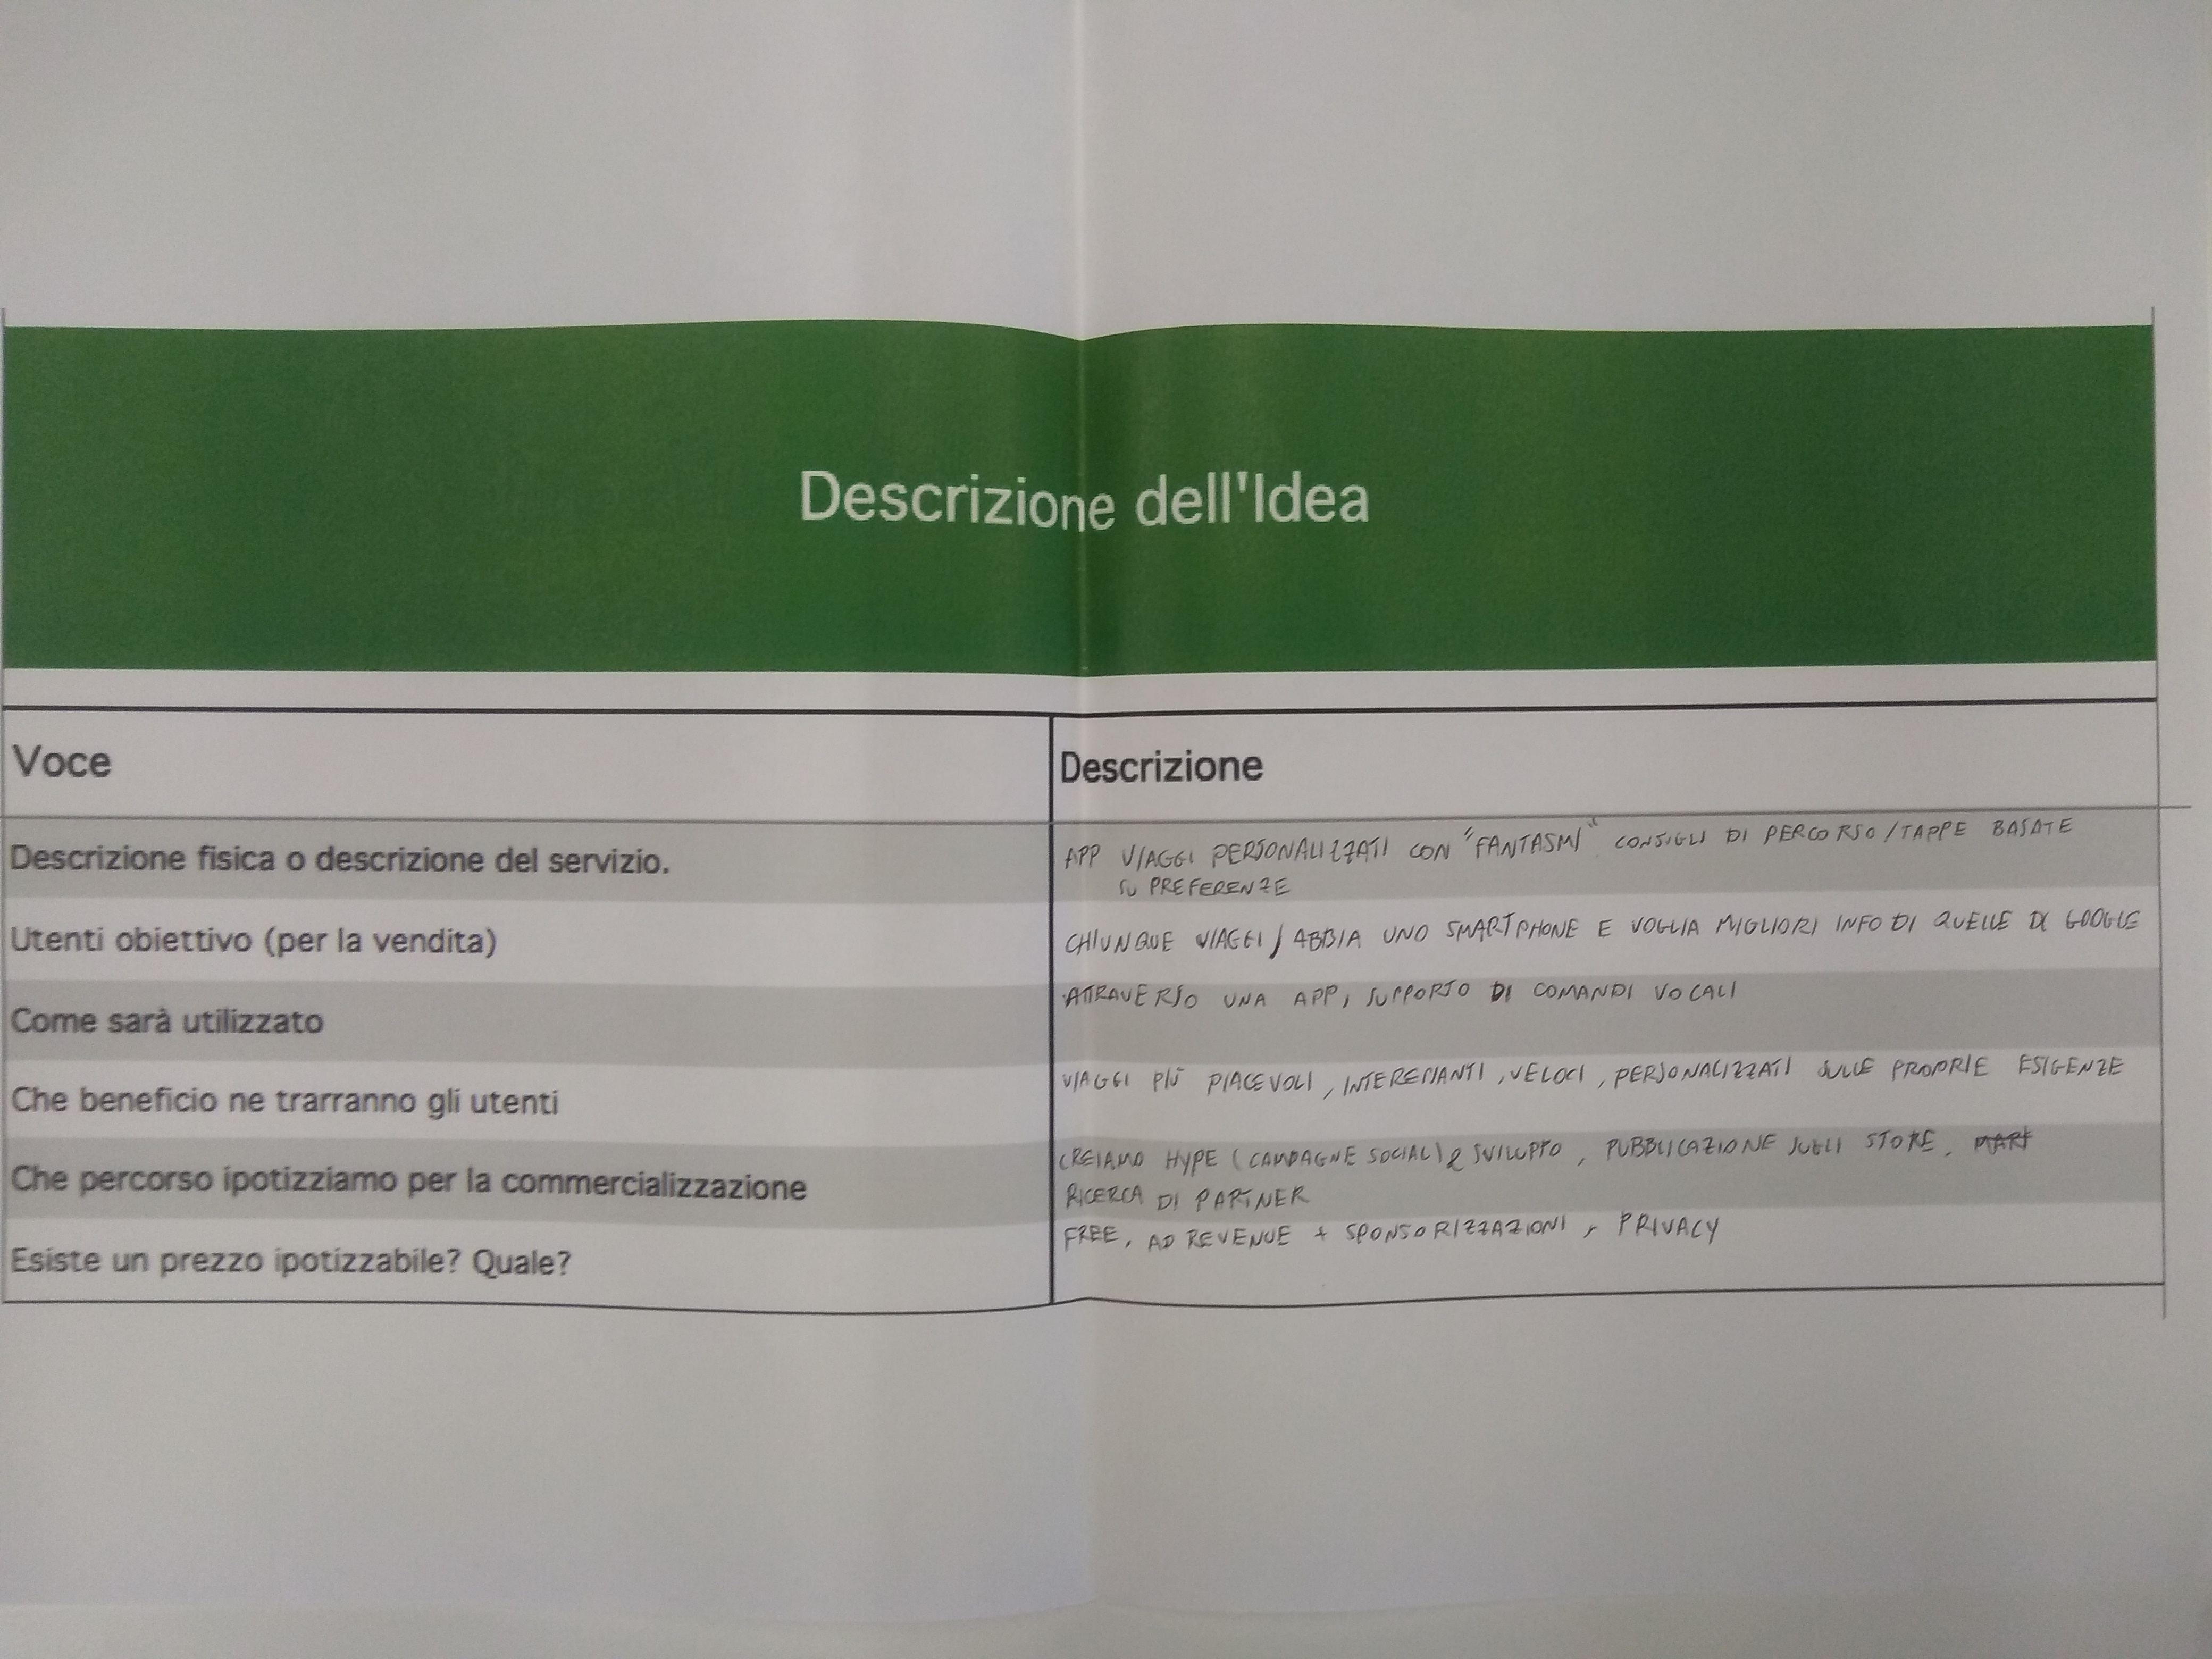 Descrizione dell'Idea
Voce
Descrizione
Descrizione fisica o descrizione del servizio.
APP VIAGGI PERSONALIZZATI CON "FANTASMI" CONSIGLI DI PERCORSO/TAPPE BASATE
SU PREFERENZE
Utenti obiettivo (per la vendita)
CHIUNQUE VIAGGI/ABBIA UNO SMARTPHONE E VOGLIA MIGLIORI INFO DI QUELLE DI GOOGLE
Come sarà utilizzato
ATTRAVERSO UNA APP, SUPPORTO DI COMANDI VOCALI
Che beneficio ne trarranno gli utenti
VIAGGI PIÙ PIACEVOLI, INTERESSANTI, VELOCI, PERSONALIZZATI SULLE PROPRIE ESIGENZE
Che percorso ipotizziamo per la commercializzazione
CREIAMO HYPE (CAMPAGNE SOCIAL) & SVILUPPO, PUBBLICAZIONE SUGLI STORE,
RICERCA DI PARTNER
Esiste un prezzo ipotizzabile? Quale?
FREE, AD REVENUE + SPONSORIZZAZIONI, PRIVACY